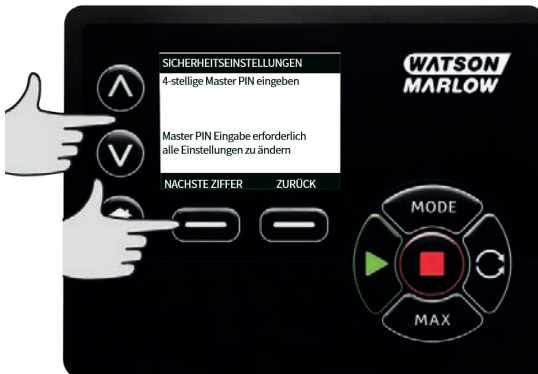 SICHERHEITSEINSTELLUNGEN
4-stellige Master PIN eingeben
Master PIN Eingabe erforderlich
alle Einstellungen zu ändern
NACHSTE ZIFFER ZURÜCK
WATSON
MARLOW
MODE
MAX